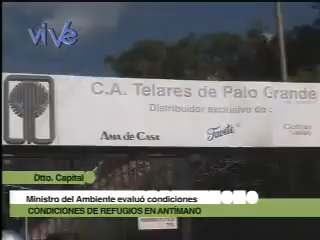 vive
C.A. Telares de Palo Grande
Distribuidor exclusivo de:
AMA DE CASA
Dtto. Capital
Ministro del Ambiente evaluó condiciones
CONDICIONES DE REFUGIOS EN ANTÍMANO